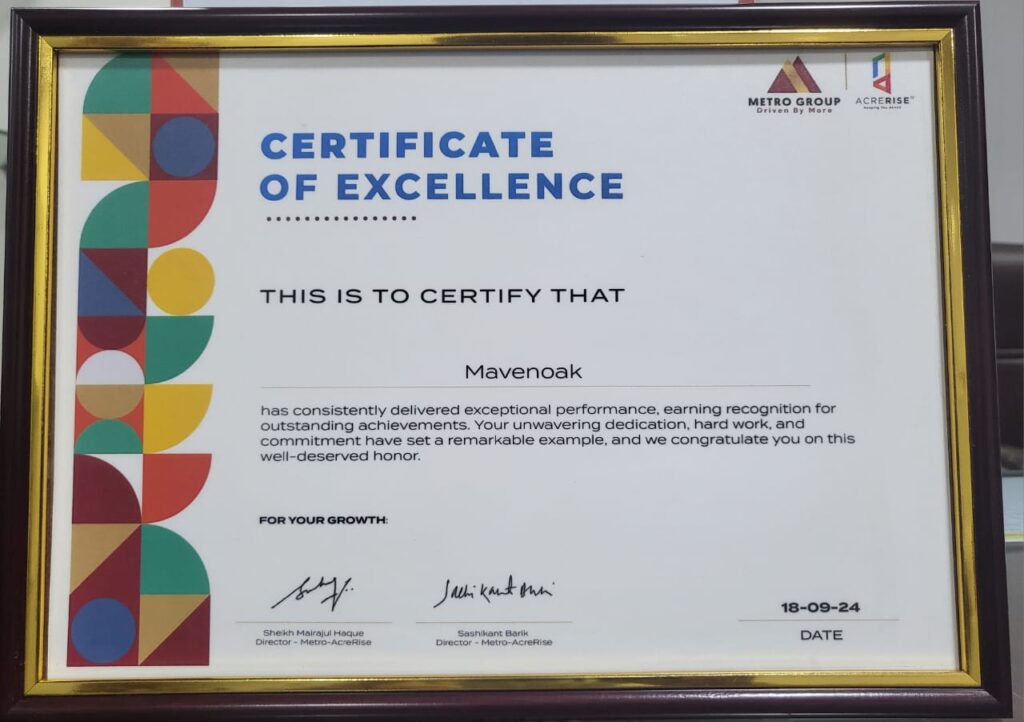 METRO GROUP
Driven By More
ACRERISE
CERTIFICATE
OF EXCELLENCE
THIS IS TO CERTIFY THAT
Mavenoak
has consistently delivered exceptional performance, earning recognition for
outstanding achievements. Your unwavering dedication, hard work, and
commitment have set a remarkable example, and we congratulate you on this
well-deserved honor.
FOR YOUR GROWTH:
Sheikh Mairajul Haque
Director - Metro-AcreRise
Sashikant Barik
Director - Metro-AcreRise
18-09-24
DATE